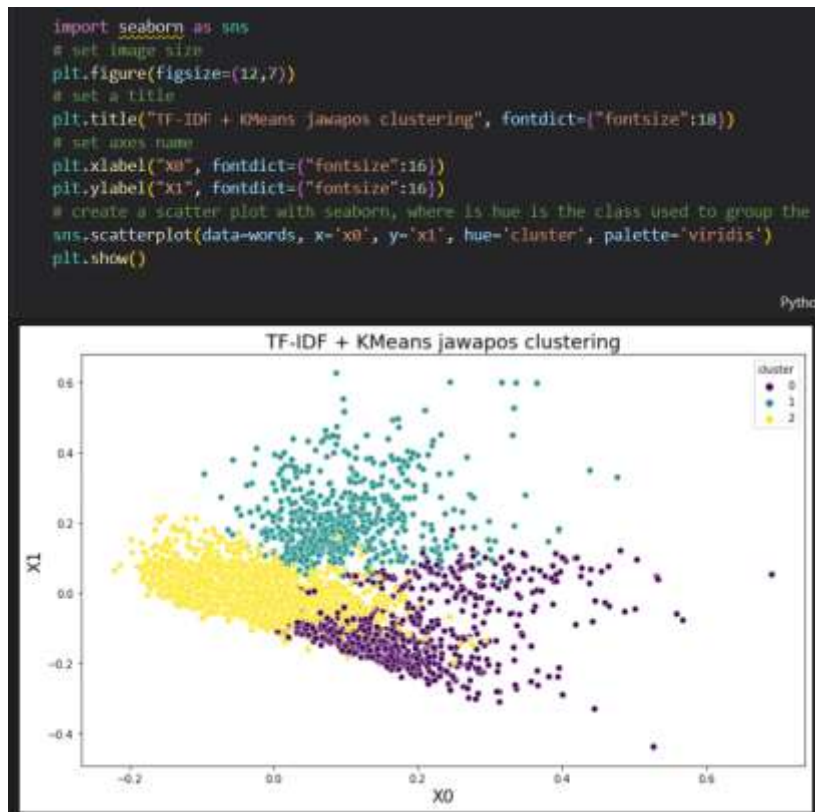 import seaborn as sns
# set image size
plt.figure(figsize=(12,7))
# set a title
plt.title("TF-IDF + KMeans jawapos clustering", fontdict={"fontsize":18})
# set axes name
plt.xlabel("X0", fontdict={"fontsize":16})
plt.ylabel("X1", fontdict={"fontsize":16})
# create a scatter plot with seaborn, where is hue is the class used to group the
sns.scatterplot(data=words, x='x0', y='x1', hue='cluster', palette='viridis')
plt.show()
Pytho
TF-IDF + KMeans jawapos clustering
cluster
0
1
2
0.6
0.4
0.2
0.0
−0.2
−0.4
X1
−0.2
0.0
0.2
0.4
0.6
X0